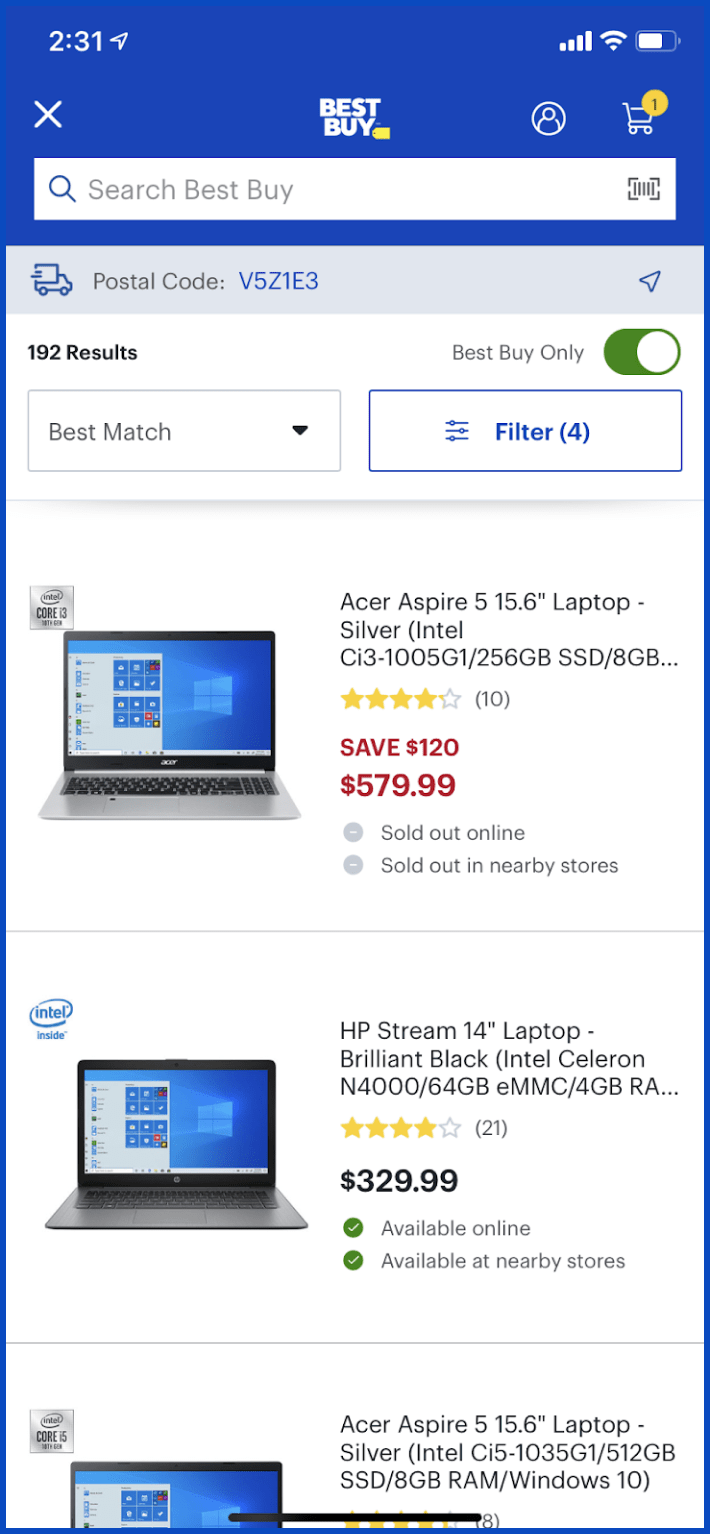 2:31
BEST
BUY
1
Search Best Buy
Postal Code: V5Z1E3
192 Results
Best Buy Only
Best Match
Filter (4)
intel
CORE i3
10TH GEN
acer
Acer Aspire 5 15.6" Laptop -
Silver (Intel
Ci3-1005G1/256GB SSD/8GB...
(10)
SAVE $120
$579.99
Sold out online
Sold out in nearby stores
intel
inside
hp
HP Stream 14" Laptop -
Brilliant Black (Intel Celeron
N4000/64GB eMMC/4GB RA...
(21)
$329.99
Available online
Available at nearby stores
intel
CORE i5
10TH GEN
Acer Aspire 5 15.6" Laptop -
Silver (Intel Ci5-1035G1/512GB
SSD/8GB RAM/Windows 10)
(8)